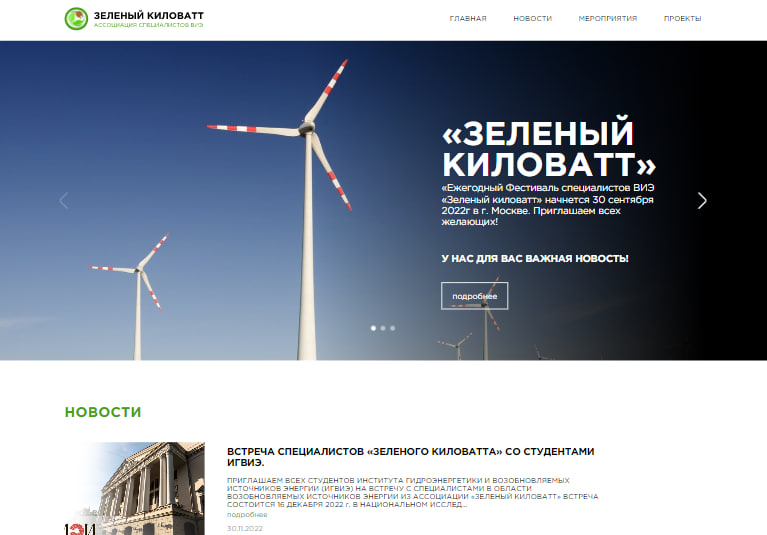 ЗЕЛЕНЫЙ КИЛОВАТТ
АССОЦИАЦИЯ СПЕЦИАЛИСТОВ ВИЭ
ГЛАВНАЯ НОВОСТИ МЕРОПРИЯТИЯ ПРОЕКТЫ
«ЗЕЛЕНЫЙ
КИЛОВАТТ»
«Ежегодный Фестиваль специалистов ВИЭ
«Зеленый киловатт» начнется 30 сентября
2022г в г. Москве. Приглашаем всех
желающих!
У НАС ДЛЯ ВАС ВАЖНАЯ НОВОСТЬ!
подробнее
НОВОСТИ
ВСТРЕЧА СПЕЦИАЛИСТОВ «ЗЕЛЕНОГО КИЛОВАТТА» СО СТУДЕНТАМИ
ИГВИЭ.
ПРИГЛАШАЕМ ВСЕХ СТУДЕНТОВ ИНСТИТУТА ГИДРОЭНЕРГЕТИКИ И ВОЗОБНОВЛЯЕМЫХ
ИСТОЧНИКОВ ЭНЕРГИИ (ИГВИЭ) НА ВСТРЕЧУ С СПЕЦИАЛИСТАМИ В ОБЛАСТИ
ВОЗОБНОВЛЯЕМЫХ ИСТОЧНИКОВ ЭНЕРГИИ ИЗ АССОЦИАЦИИ «ЗЕЛЕНЫЙ КИЛОВАТТ» ВСТРЕЧА
СОСТОИТСЯ 16 ДЕКАБРЯ 2022 г. В НАЦИОНАЛЬНОМ ИССЛЕД...
подробнее
МЭИ
30.11.2022